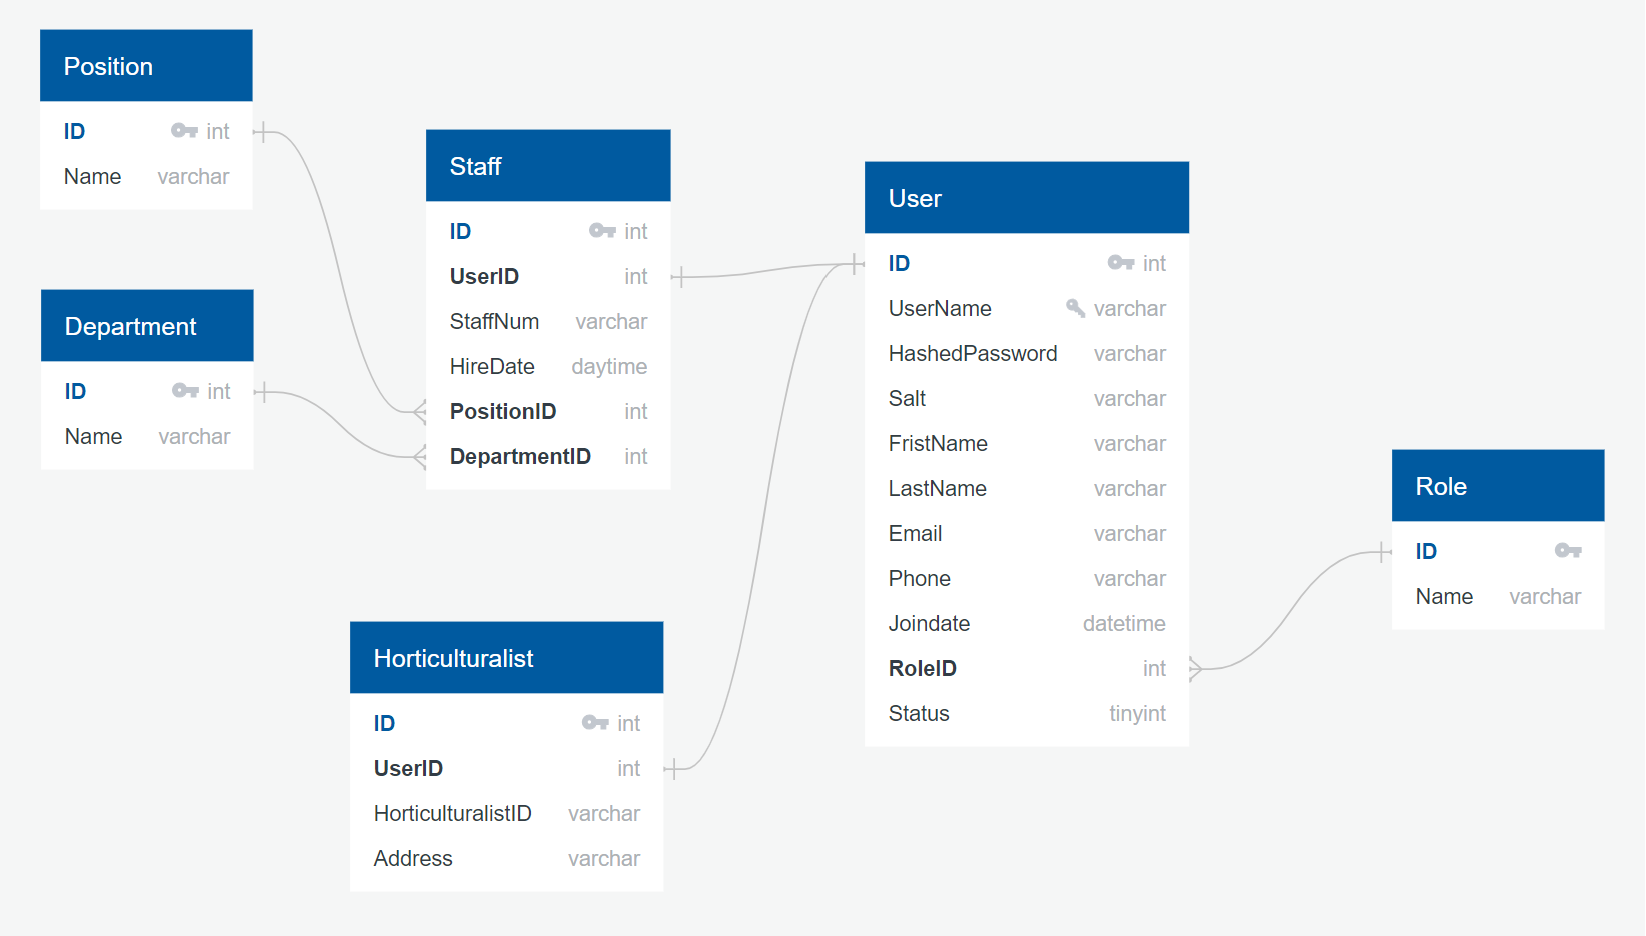 Position
ID int
Name varchar
Department
ID int
Name varchar
Staff
ID int
UserID int
StaffNum varchar
HireDate daytime
PositionID int
DepartmentID int
Horticulturalist
ID int
UserID int
HorticulturalistID varchar
Address varchar
User
ID int
UserName varchar
HashedPassword varchar
Salt varchar
FristName varchar
LastName varchar
Email varchar
Phone varchar
Joindate datetime
RoleID int
Status tinyint
Role
ID
Name varchar